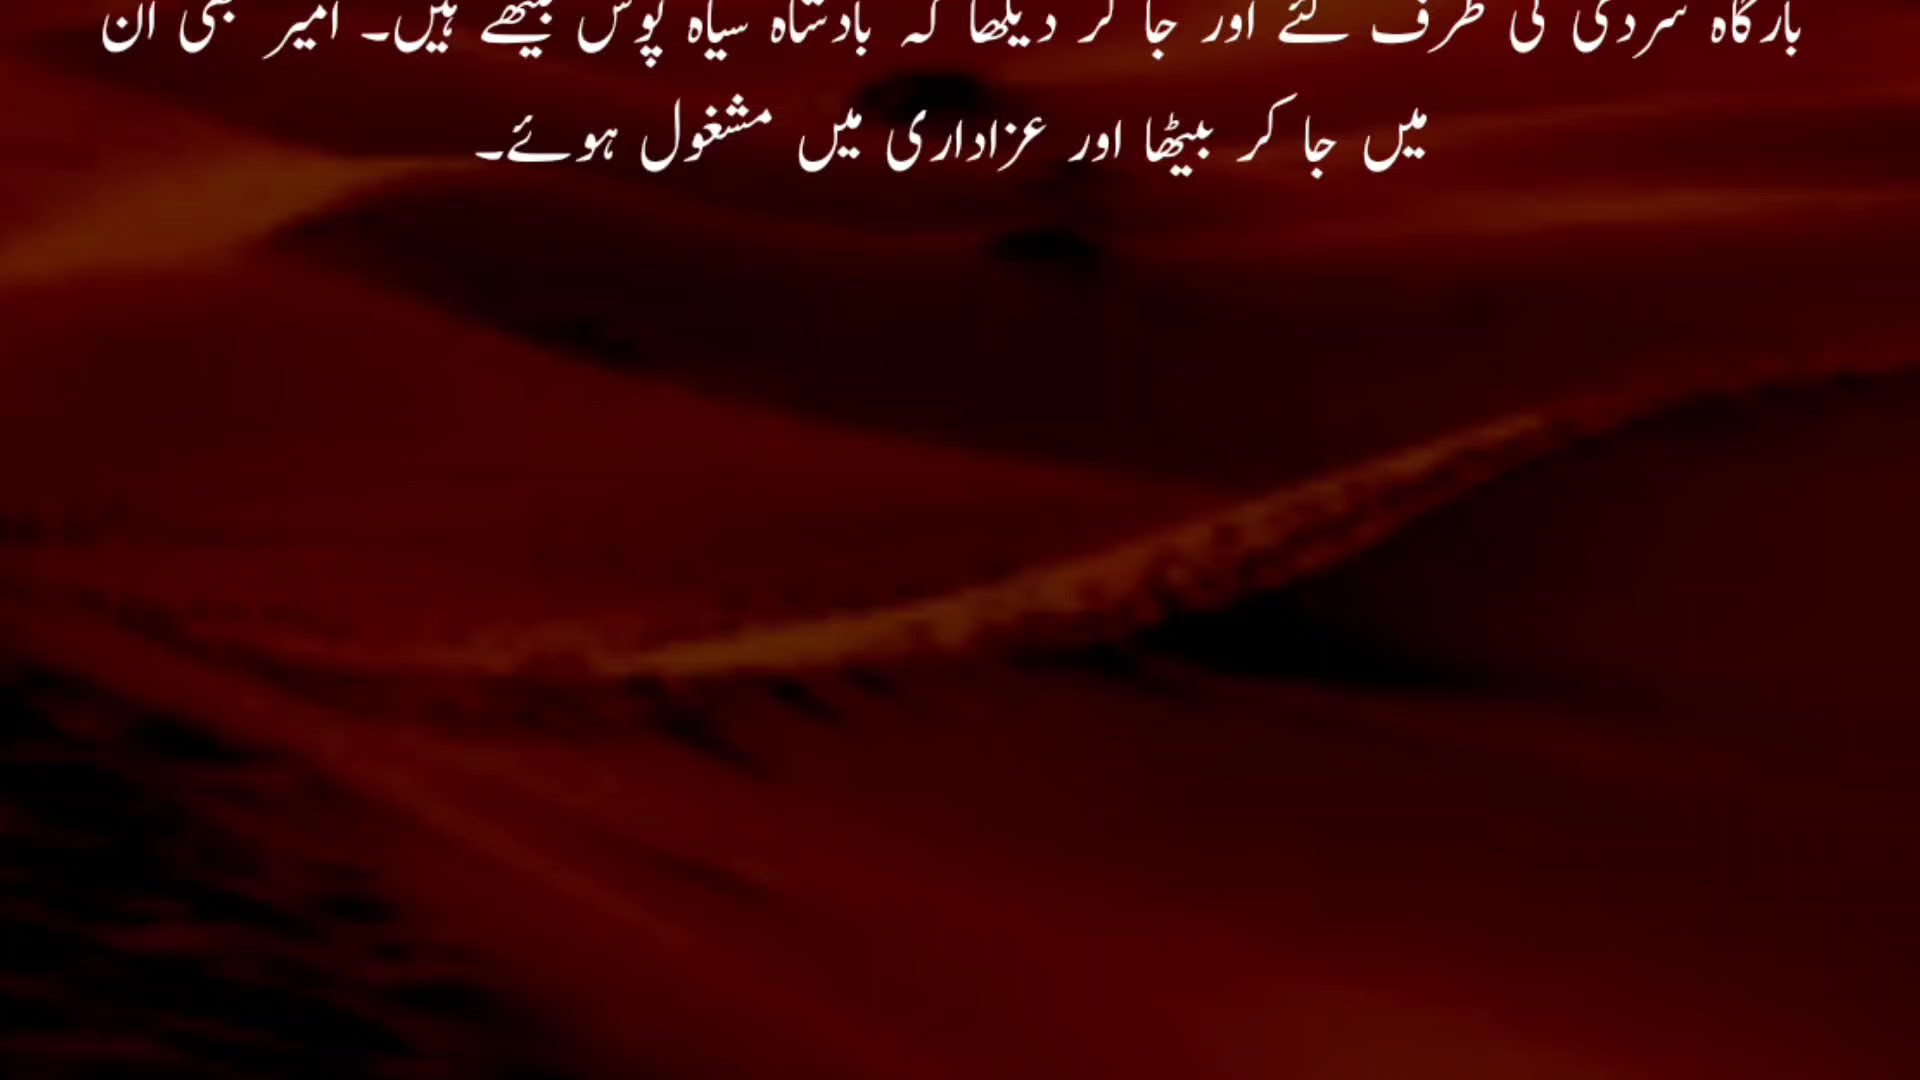 بارگاہ سردی کی طرف گئے اور جا کر دیکھا کہ بادشاہ سیاہ پوش بیٹھے ہیں۔ امیر بھی ان
میں جا کر بیٹھا اور عزاداری میں مشغول ہوئے۔